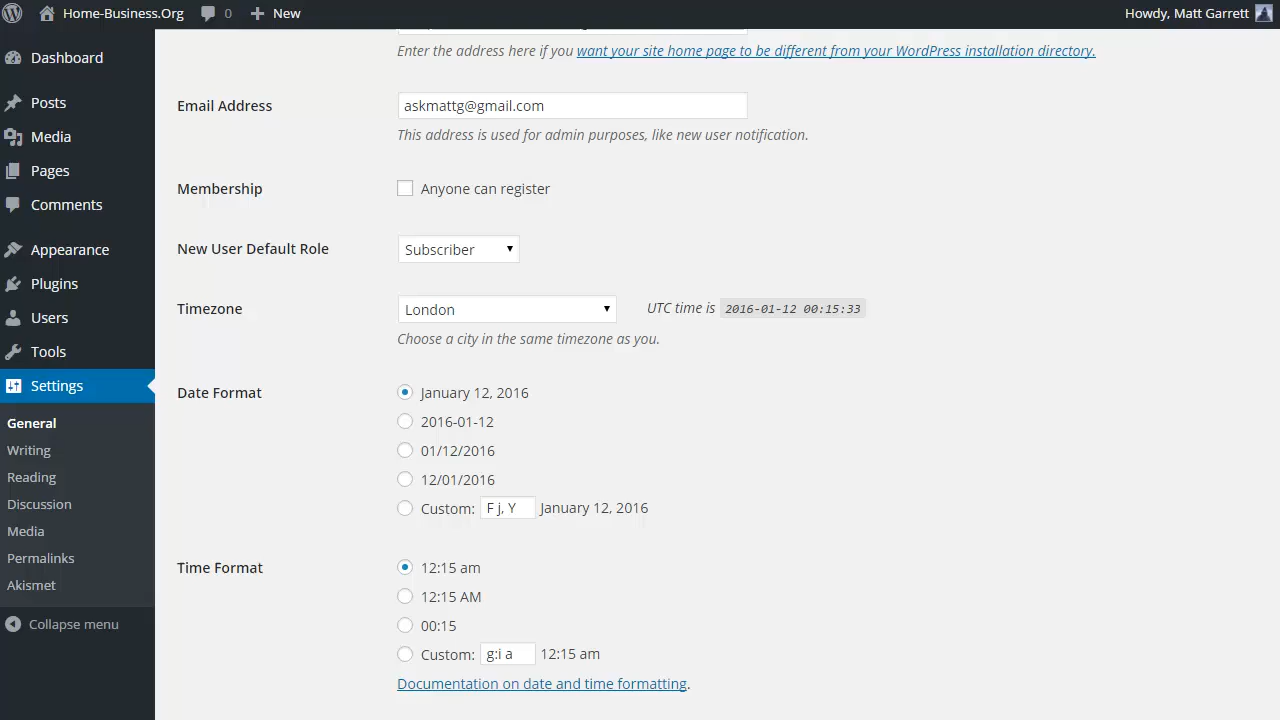 Home-Business.Org 0 New Howdy, Matt Garrett
Dashboard
Posts
Media
Pages
Comments
Appearance
Plugins
Users
Tools
Settings
General
Writing
Reading
Discussion
Media
Permalinks
Akismet
Collapse menu
Enter the address here if you want your site home page to be different from your WordPress installation directory.
Email Address askmattg@gmail.com
This address is used for admin purposes, like new user notification.
Membership Anyone can register
New User Default Role Subscriber
Timezone London UTC time is 2016-01-12 00:15:33
Choose a city in the same timezone as you.
Date Format January 12, 2016
2016-01-12
01/12/2016
12/01/2016
Custom: F j, Y January 12, 2016
Time Format 12:15 am
12:15 AM
00:15
Custom: g:i a 12:15 am
Documentation on date and time formatting.